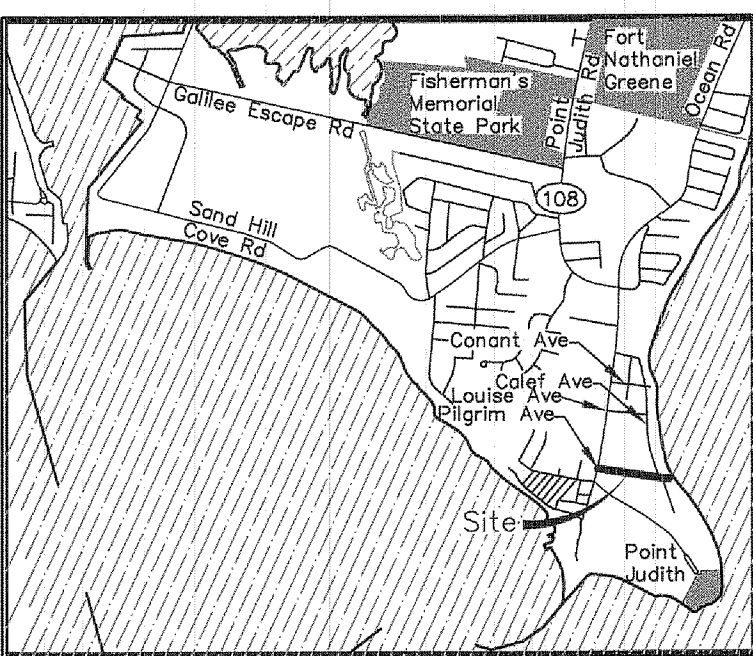 Fort
Nathaniel
Greene
Ocean Rd
Fisherman's
Memorial
State Park
Point
Judith Rd
Galilee Escape Rd
108
Sand Hill
Cove Rd
Conant Ave
Calef Ave
Louise Ave
Pilgrim Ave
Site
Point
Judith